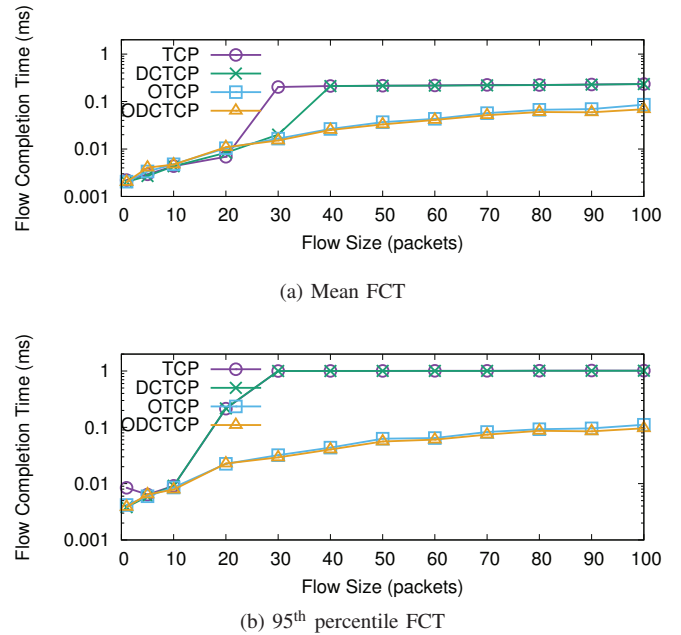 Flow Completion Time (ms)
1
0.1
0.01
0.001
TCP
DCTCP
OTCP
ODCTCP
0 10 20 30 40 50 60 70 80 90 100
Flow Size (packets)
(a) Mean FCT
Flow Completion Time (ms)
1
0.1
0.01
0.001
TCP
DCTCP
OTCP
ODCTCP
0 10 20 30 40 50 60 70 80 90 100
Flow Size (packets)
(b) 95th percentile FCT